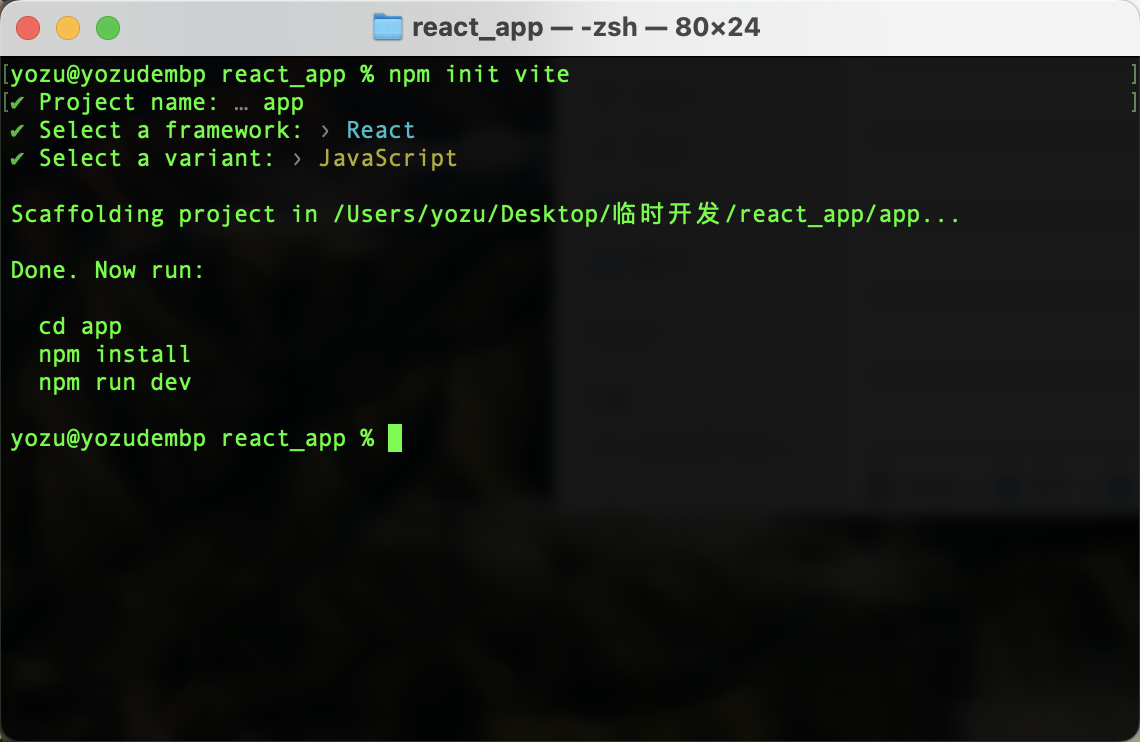 react_app — -zsh — 80×24
[yozu@yozudembp react_app % npm init vite ]
[✔ Project name: … app ]
✔ Select a framework: › React
✔ Select a variant: › JavaScript
Scaffolding project in /Users/yozu/Desktop/临时开发/react_app/app...
Done. Now run:
cd app
npm install
npm run dev
yozu@yozudembp react_app %